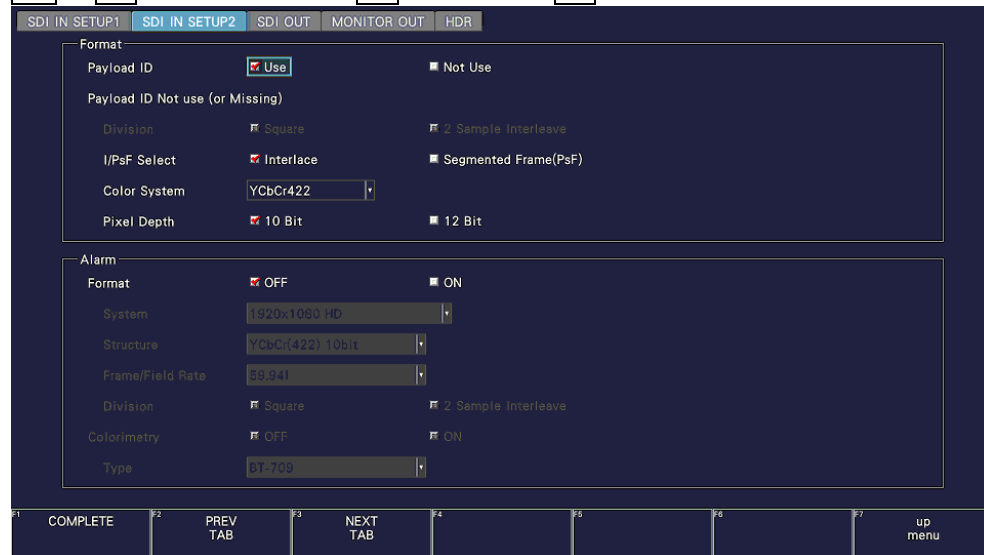 SDI IN SETUP1 SDI IN SETUP2 SDI OUT MONITOR OUT HDR
Format
Payload ID Use Not Use
Payload ID Not use (or Missing)
Division Square 2 Sample Interleave
I/PsF Select Interlace Segmented Frame(PsF)
Color System YCbCr422
Pixel Depth 10 Bit 12 Bit
Alarm
Format OFF ON
System 1920x1080 HD
Structure YCbCr(422) 10bit
Frame/Field Rate 59.94I
Division Square 2 Sample Interleave
Colorimetry OFF ON
Type BT-709
F1 COMPLETE F2 PREV TAB F3 NEXT TAB F4 F5 F6 F7 up menu